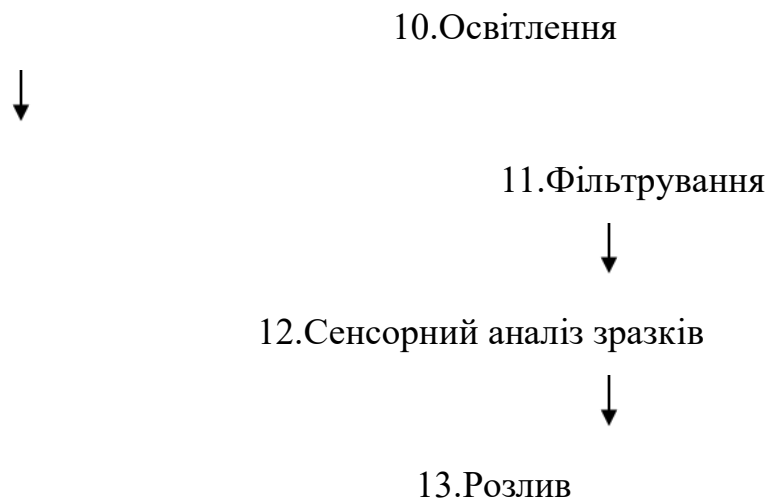 10.Освітлення
11.Фільтрування
12.Сенсорний аналіз зразків
13.Розлив